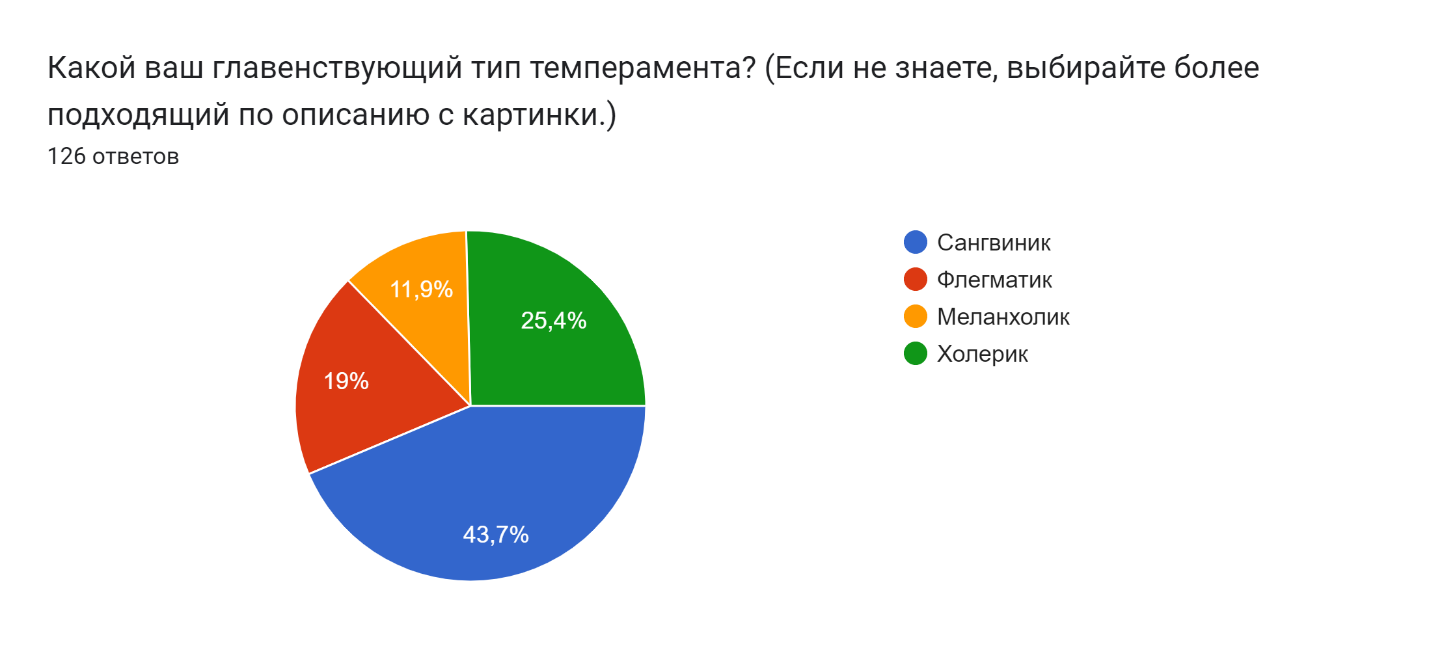 Какой ваш главенствующий тип темперамента? (Если не знаете, выбирайте более
подходящий по описанию с картинки.)
126 ответов
Сангвиник
Флегматик
Меланхолик
Холерик
11,9%
25,4%
19%
43,7%